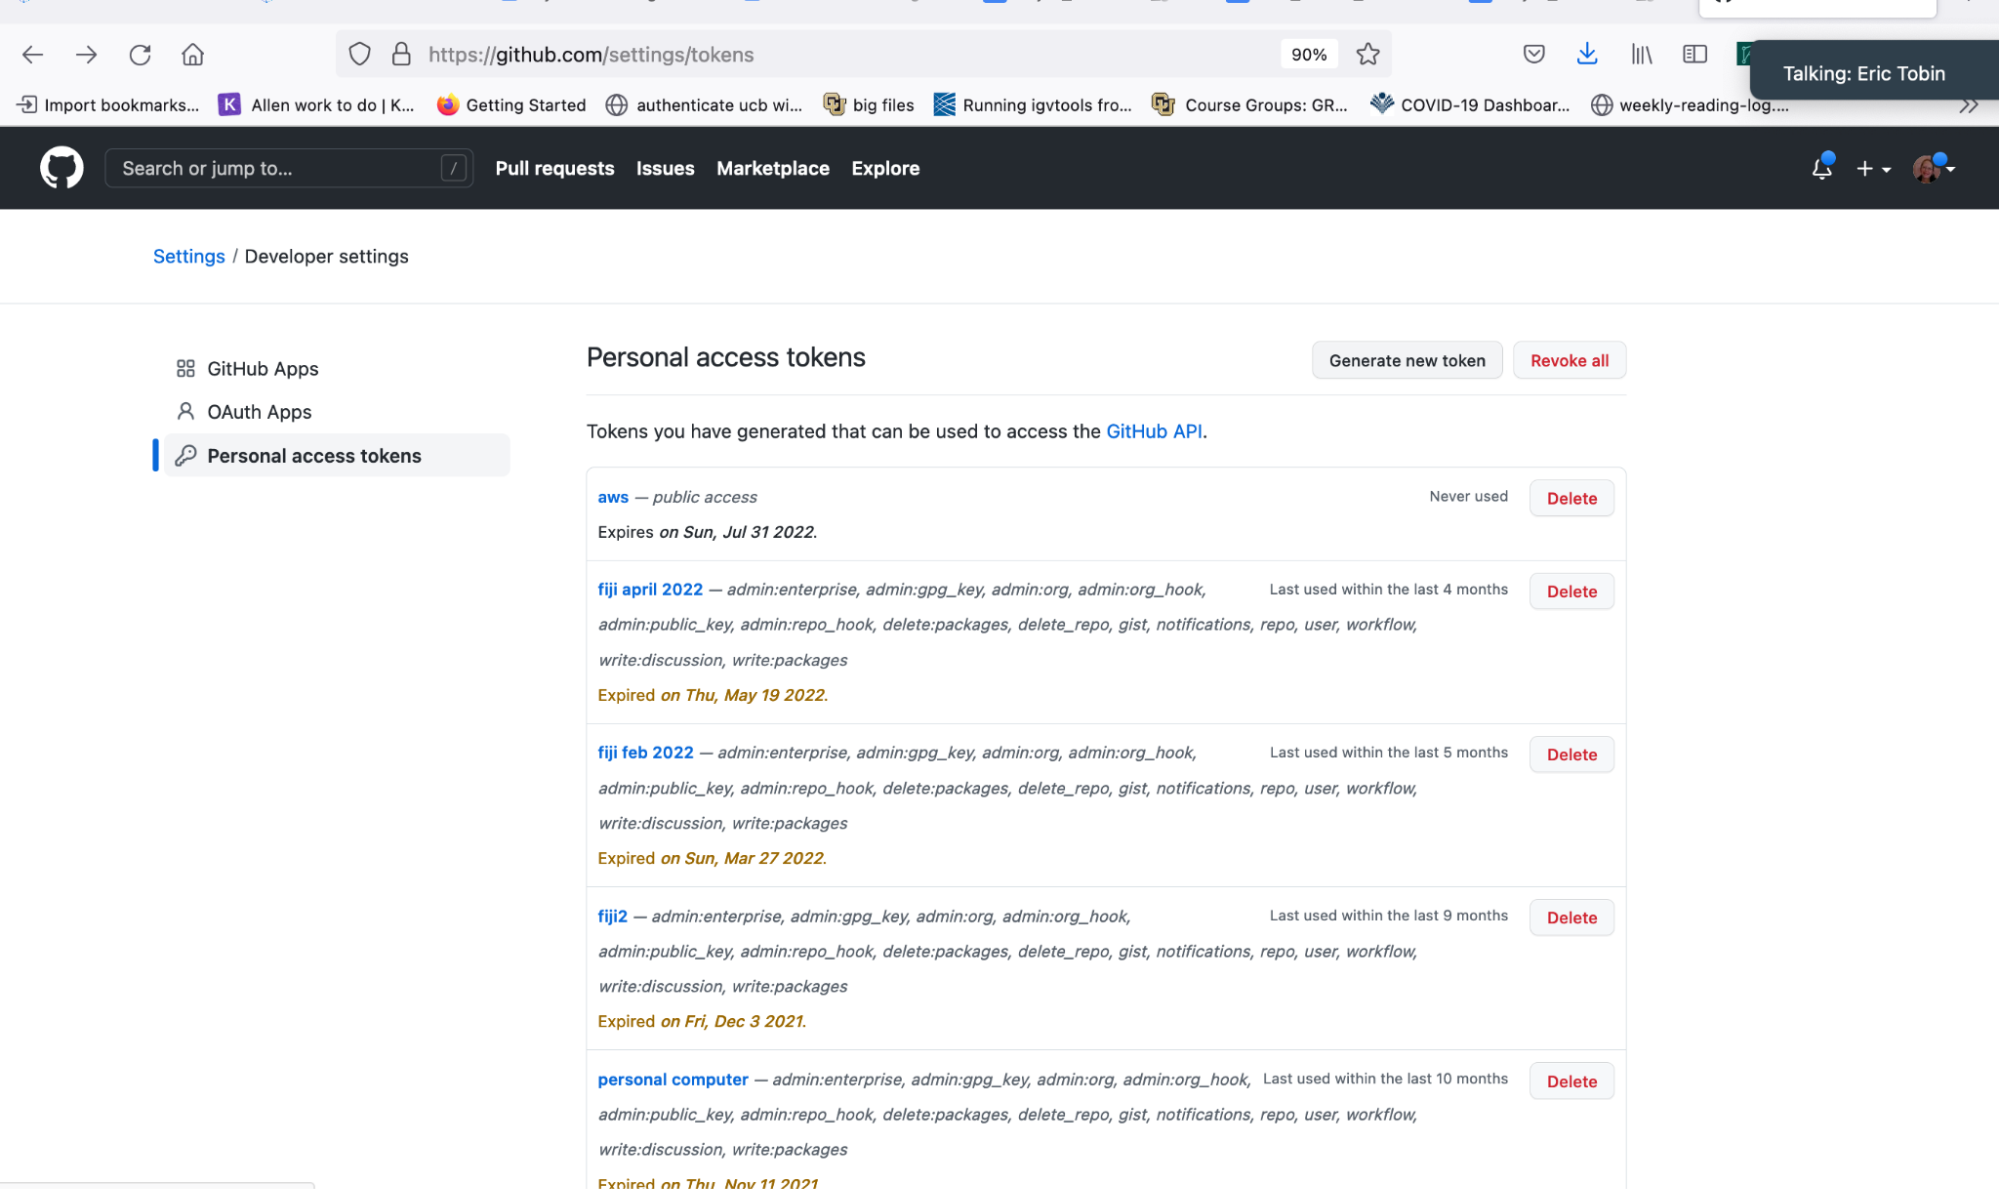 https://github.com/settings/tokens
90%
Talking: Eric Tobin
Import bookmarks...
K Allen work to do | K...
Getting Started
authenticate ucb wi...
big files
Running igvtools fro...
Course Groups: GR...
COVID-19 Dashboar...
weekly-reading-log....
Search or jump to... /
Pull requests Issues Marketplace Explore
Settings / Developer settings
GitHub Apps
OAuth Apps
Personal access tokens
Personal access tokens
Generate new token
Revoke all
Tokens you have generated that can be used to access the GitHub API.
aws — public access
Never used
Delete
Expires on Sun, Jul 31 2022.
fiji april 2022 — admin:enterprise, admin:gpg_key, admin:org, admin:org_hook,
Last used within the last 4 months
Delete
admin:public_key, admin:repo_hook, delete:packages, delete_repo, gist, notifications, repo, user, workflow,
write:discussion, write:packages
Expired on Thu, May 19 2022.
fiji feb 2022 — admin:enterprise, admin:gpg_key, admin:org, admin:org_hook,
Last used within the last 5 months
Delete
admin:public_key, admin:repo_hook, delete:packages, delete_repo, gist, notifications, repo, user, workflow,
write:discussion, write:packages
Expired on Sun, Mar 27 2022.
fiji2 — admin:enterprise, admin:gpg_key, admin:org, admin:org_hook,
Last used within the last 9 months
Delete
admin:public_key, admin:repo_hook, delete:packages, delete_repo, gist, notifications, repo, user, workflow,
write:discussion, write:packages
Expired on Fri, Dec 3 2021.
personal computer — admin:enterprise, admin:gpg_key, admin:org, admin:org_hook,
Last used within the last 10 months
Delete
admin:public_key, admin:repo_hook, delete:packages, delete_repo, gist, notifications, repo, user, workflow,
write:discussion, write:packages
Expired on Thu, Nov 11 2021